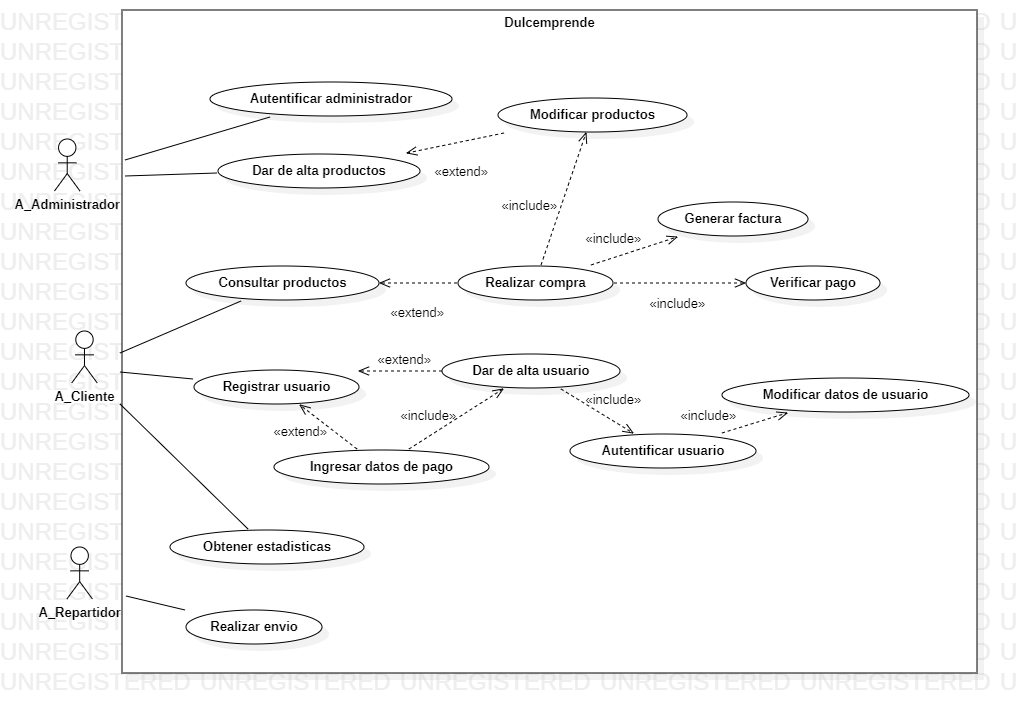 Dulcemprende
Autentificar administrador
Modificar productos
Dar de alta productos
«extend»
A_Administrador
«include»
Generar factura
«include»
Consultar productos
Realizar compra
Verificar pago
«include»
«extend»
«extend»
Dar de alta usuario
Registrar usuario
A_Cliente
Modificar datos de usuario
«include»
«include»
«include»
«extend»
Autentificar usuario
Ingresar datos de pago
Obtener estadisticas
A_Repartidor
Realizar envio
UNREGISTERED UNREGISTERED UNREGISTERED UNREGISTERED UNREGISTERED U